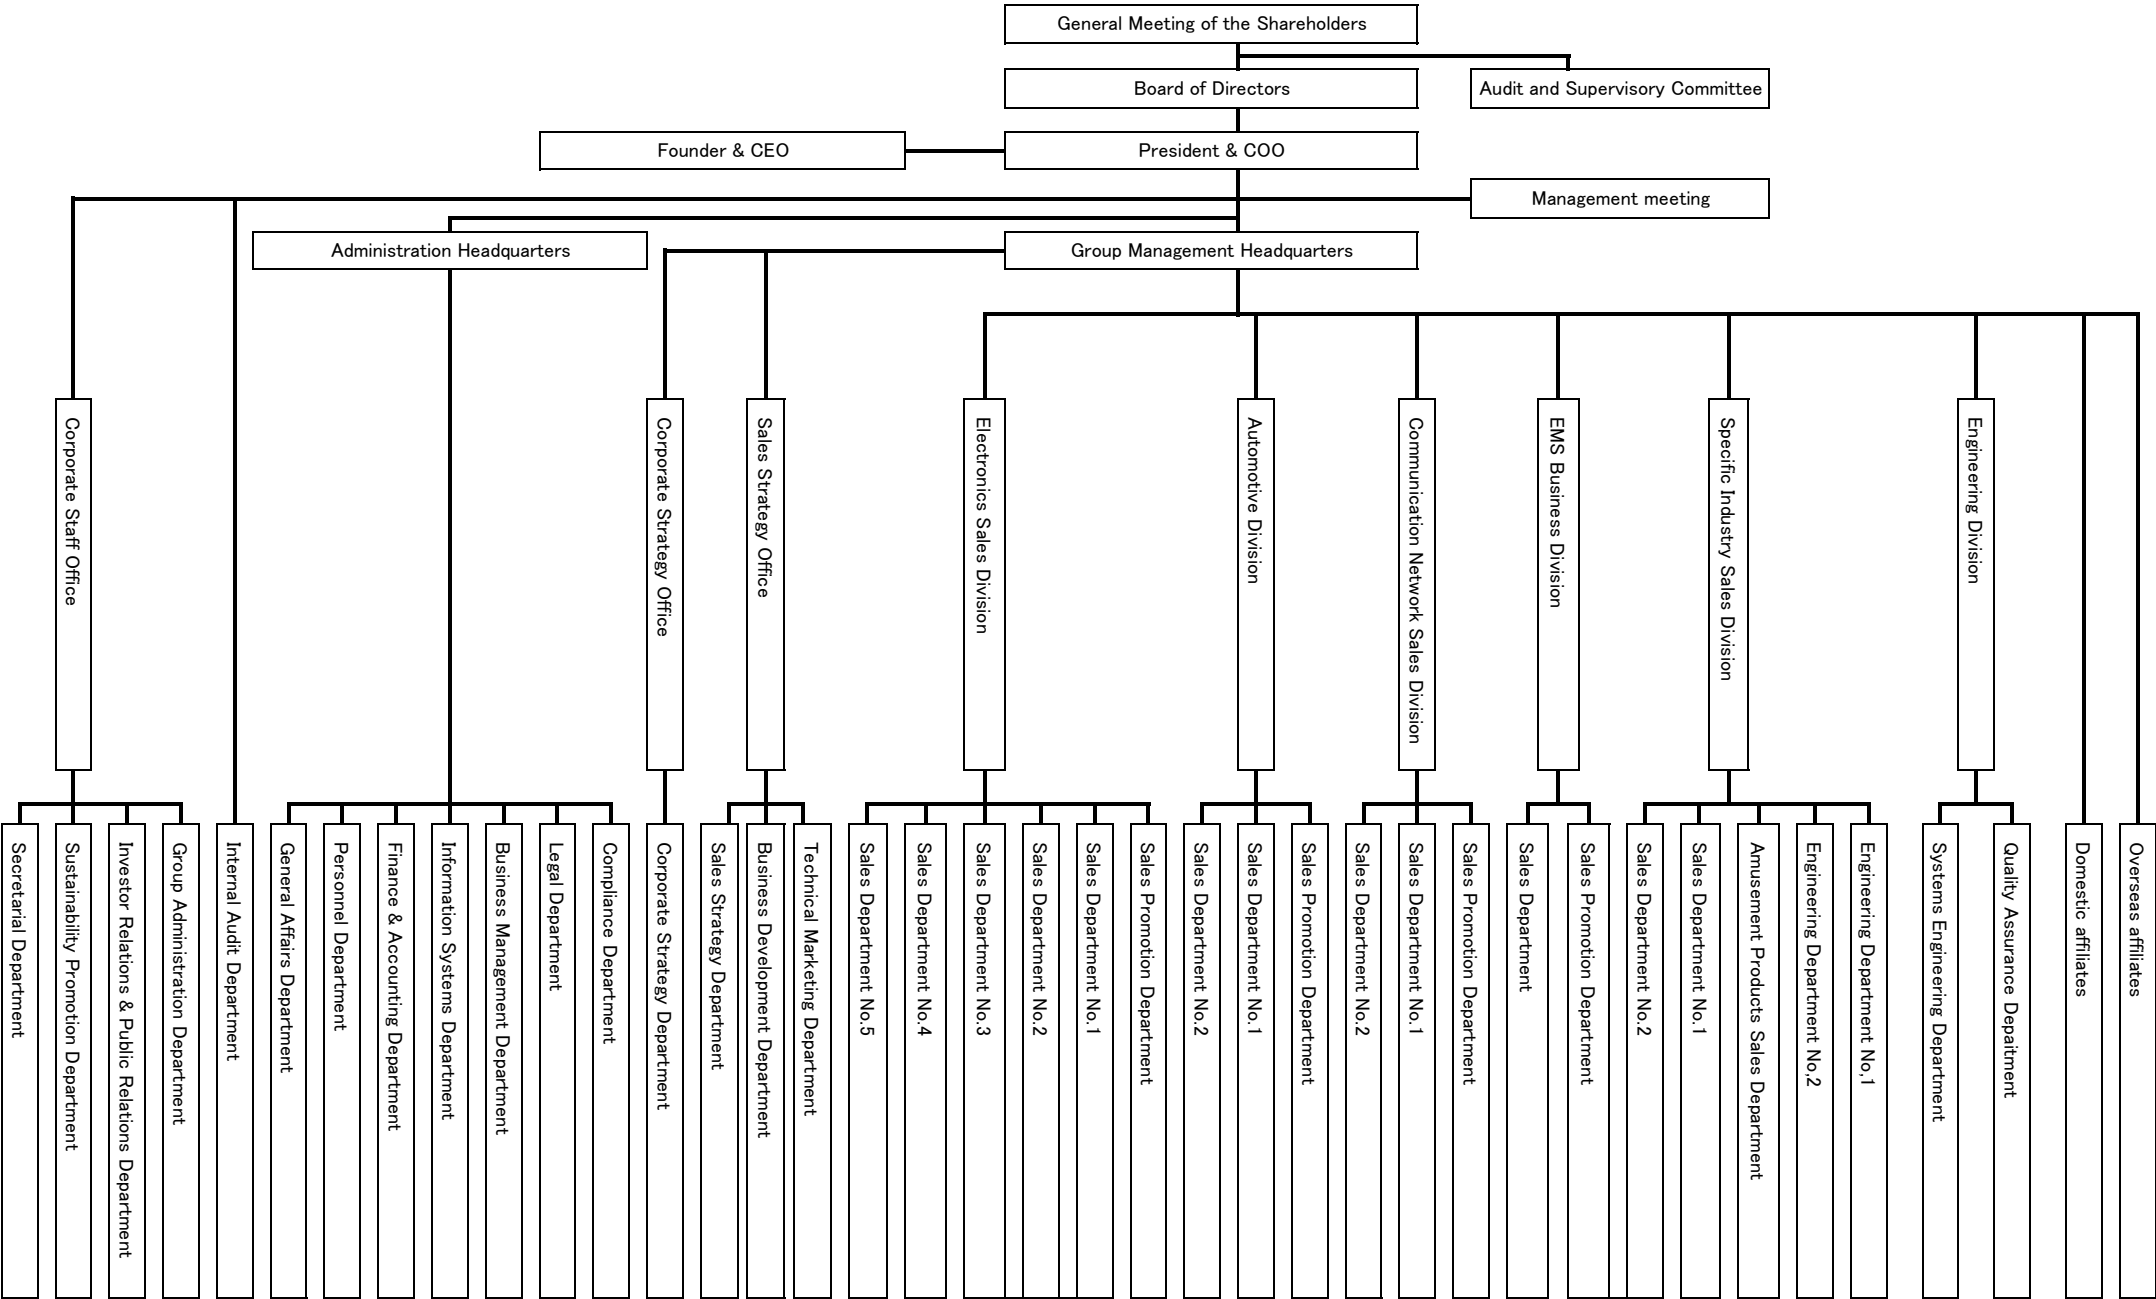 General Meeting of the Shareholders
Board of Directors
Audit and Supervisory Committee
Founder & CEO
President & COO
Management meeting
Administration Headquarters
Group Management Headquarters
Corporate Staff Office
Corporate Strategy Office
Sales Strategy Office
Electronics Sales Division
Automotive Division
Communication Network Sales Division
EMS Business Division
Specific Industry Sales Division
Engineering Division
Secretarial Department
Sustainability Promotion Department
Investor Relations & Public Relations Department
Group Administration Department
Internal Audit Department
General Affairs Department
Personnel Department
Finance & Accounting Department
Information Systems Department
Business Management Department
Legal Department
Compliance Department
Corporate Strategy Department
Sales Strategy Department
Business Development Department
Technical Marketing Department
Sales Department No.5
Sales Department No.4
Sales Department No.3
Sales Department No.2
Sales Department No.1
Sales Promotion Department
Sales Department No.2
Sales Department No.1
Sales Promotion Department
Sales Department No.2
Sales Department No.1
Sales Promotion Department
Sales Department
Sales Promotion Department
Sales Department No.2
Sales Department No.1
Amusement Products Sales Department
Engineering Department No,2
Engineering Department No,1
Systems Engineering Department
Quality Assurance Depaitment
Domestic affiliates
Overseas affiliates